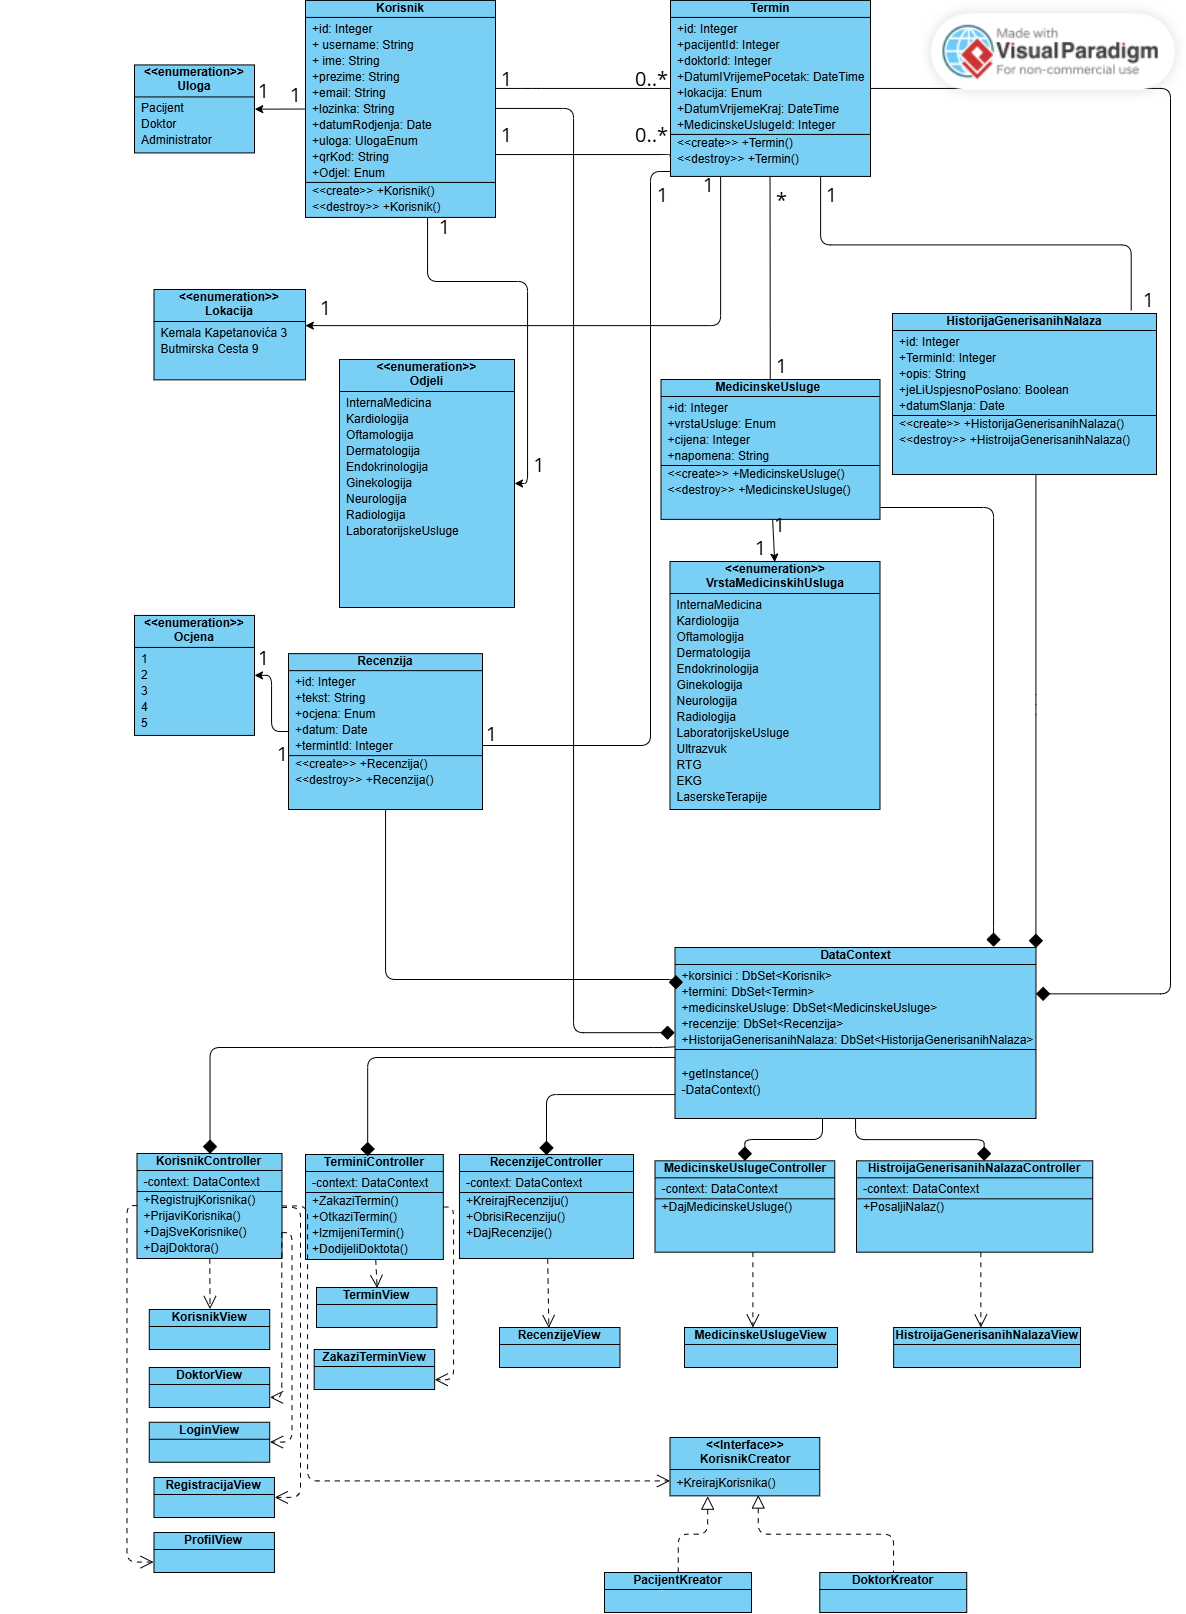 Korisnik
+id: Integer
+ username: String
+ ime: String
+prezime: String
+email: String
+lozinka: String
+datumRodjenja: Date
+uloga: UlogaEnum
+qrKod: String
+Odjel: Enum
<<create>> +Korisnik()
<<destroy>> +Korisnik()
Termin
+id: Integer
+pacijentId: Integer
+doktorId: Integer
+DatumIVrijemePocetak: DateTime
+lokacija: Enum
+DatumVrijemeKraj: DateTime
+MedicinskeUslugeId: Integer
<<create>> +Termin()
<<destroy>> +Termin()
Made with
VisualParadigm
For non-commercial use
<<enumeration>>
Uloga
Pacijent
Doktor
Administrator
1
1
1
0..*
1
0..*
1
1
1
*
1
<<enumeration>>
Lokacija
Kemala Kapetanovića 3
Butmirska Cesta 9
1
1
HistorijaGenerisanihNalaza
+id: Integer
+TerminId: Integer
+opis: String
+jeLiUspjesnoPoslano: Boolean
+datumSlanja: Date
<<create>> +HistorijaGenerisanihNalaza()
<<destroy>> +HistroijaGenerisanihNalaza()
<<enumeration>>
Odjeli
InternaMedicina
Kardiologija
Oftamologija
Dermatologija
Endokrinologija
Ginekologija
Neurologija
Radiologija
LaboratorijskeUsluge
1
1
MedicinskeUsluge
+id: Integer
+vrstaUsluge: Enum
+cijena: Integer
+napomena: String
<<create>> +MedicinskeUsluge()
<<destroy>> +MedicinskeUsluge()
1
1
<<enumeration>>
VrstaMedicinskihUsluga
InternaMedicina
Kardiologija
Oftamologija
Dermatologija
Endokrinologija
Ginekologija
Neurologija
Radiologija
LaboratorijskeUsluge
Ultrazvuk
RTG
EKG
LaserskeTerapije
<<enumeration>>
Ocjena
1
2
3
4
5
1
1
Recenzija
+id: Integer
+tekst: String
+ocjena: Enum
+datum: Date
+termintId: Integer
<<create>> +Recenzija()
<<destroy>> +Recenzija()
1
DataContext
+korsinici : DbSet<Korisnik>
+termini: DbSet<Termin>
+medicinskeUsluge: DbSet<MedicinskeUsluge>
+recenzije: DbSet<Recenzija>
+HistorijaGenerisanihNalaza: DbSet<HistorijaGenerisanihNalaza>
+getInstance()
-DataContext()
KorisnikController
-context: DataContext
+RegistrujKorisnika()
+PrijaviKorisnika()
+DajSveKorisnike()
+DajDoktora()
TerminiController
-context: DataContext
+ZakaziTermin()
+OtkaziTermin()
+IzmijeniTermin()
+DodijeliDoktota()
RecenzijeController
-context: DataContext
+KreirajRecenziju()
+ObrisiRecenziju()
+DajRecenzije()
MedicinskeUslugeController
-context: DataContext
+DajMedicinskeUsluge()
HistroijaGenerisanihNalazaController
-context: DataContext
+PosaljiNalaz()
KorisnikView
DoktorView
LoginView
RegistracijaView
ProfilView
TerminView
ZakaziTerminView
RecenzijeView
MedicinskeUslugeView
HistroijaGenerisanihNalazaView
<<Interface>>
KorisnikCreator
+KreirajKorisnika()
PacijentKreator
DoktorKreator